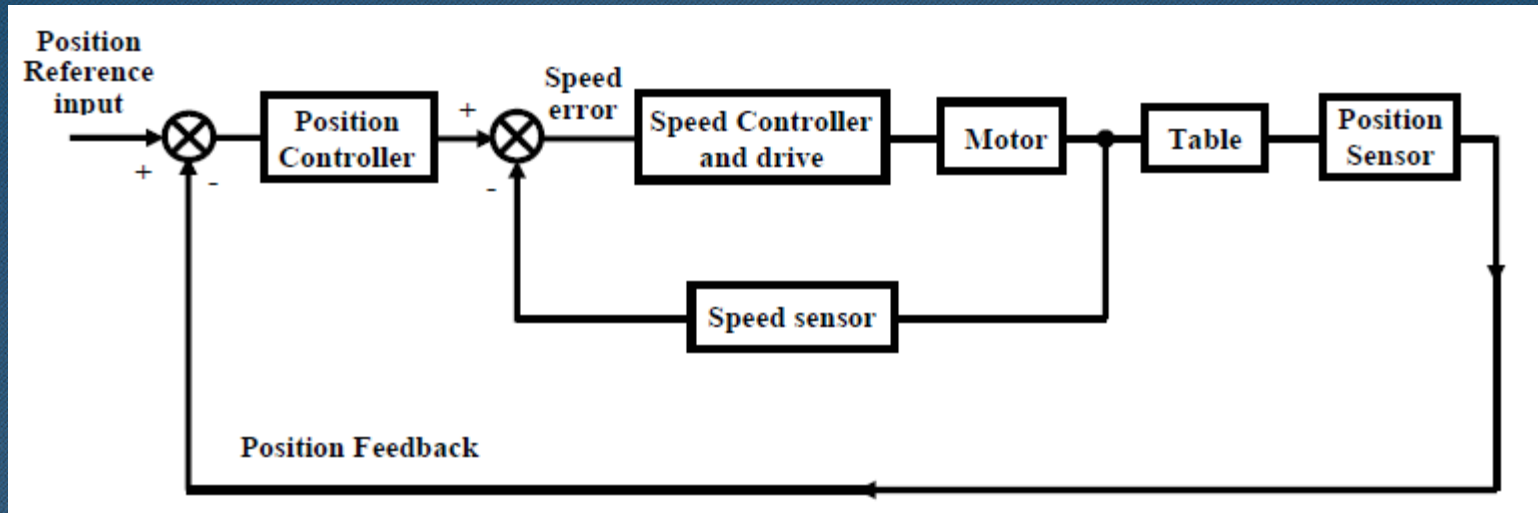 Position
Reference
input
+
-
Position
Controller
+
-
Speed
error
Speed Controller
and drive
Motor
Table
Position
Sensor
Speed sensor
Position Feedback